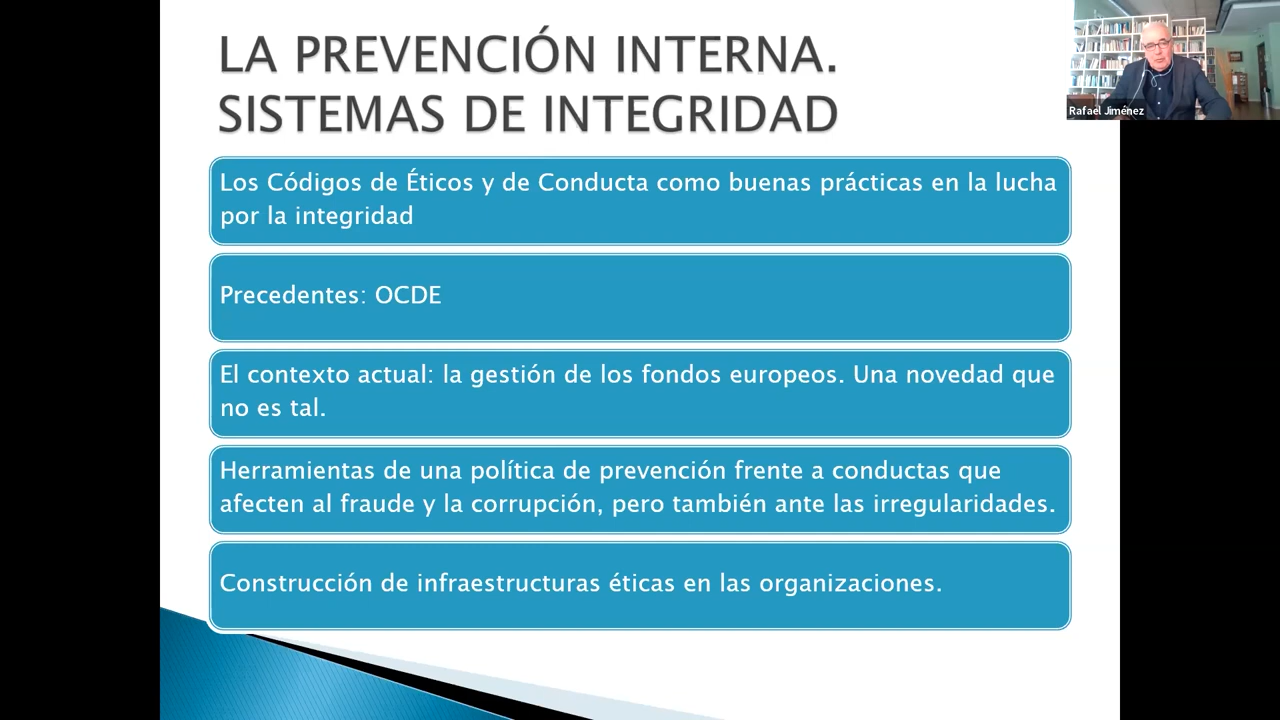 LA PREVENCIÓN INTERNA.
SISTEMAS DE INTEGRIDAD
Rafael Jiménez
Los Códigos de Éticos y de Conducta como buenas prácticas en la lucha
por la integridad
Precedentes: OCDE
El contexto actual: la gestión de los fondos europeos. Una novedad que
no es tal.
Herramientas de una política de prevención frente a conductas que
afecten al fraude y la corrupción, pero también ante las irregularidades.
Construcción de infraestructuras éticas en las organizaciones.